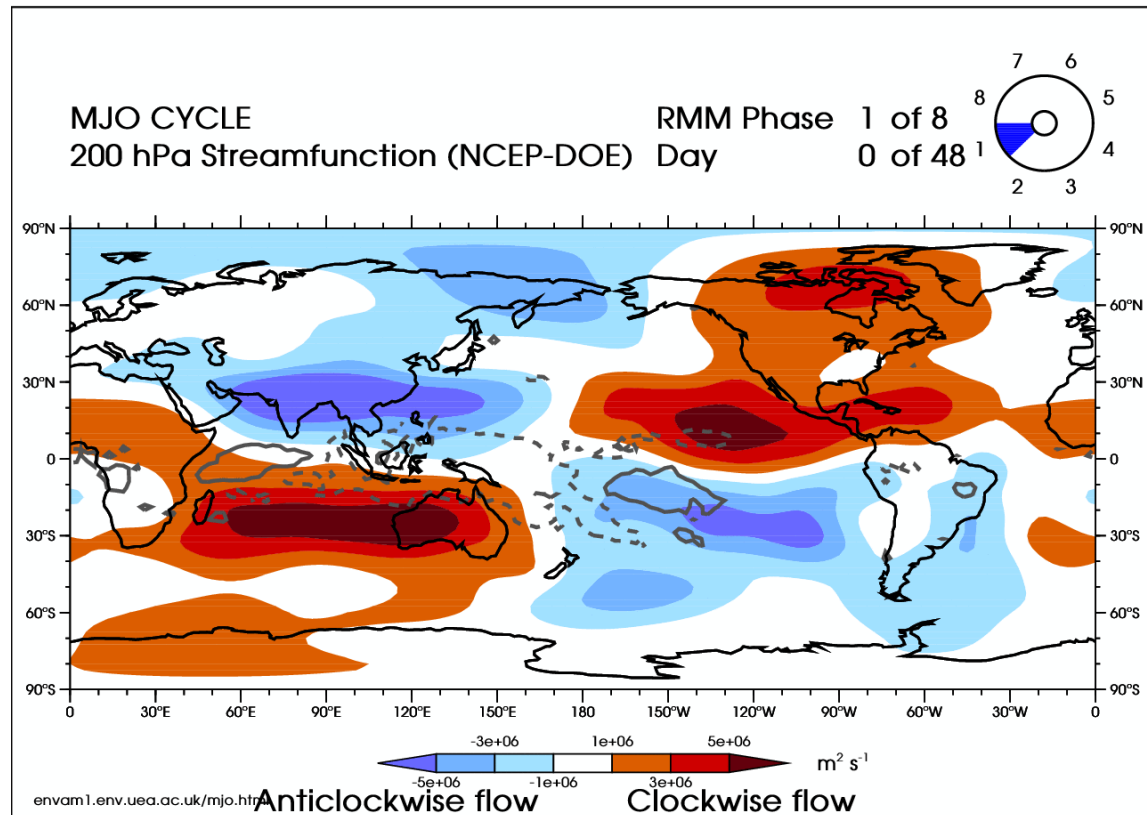 7 6
8 5
MJO CYCLE RMM Phase 1 of 8
1 4
200 hPa Streamfunction (NCEP-DOE) Day 0 of 48
2 3
90°N 90°N
60°N 60°N
30°N 30°N
0 0
30°S 30°S
60°S 60°S
90°S 90°S
0 30°E 60°E 90°E 120°E 150°E 180 150°W 120°W 90°W 60°W 30°W 0
-3e+06 1e+06 5e+06
m² s⁻¹
-5e+06 -1e+06 3e+06
envam1.env.uea.ac.uk/mjo.html Anticlockwise flow Clockwise flow